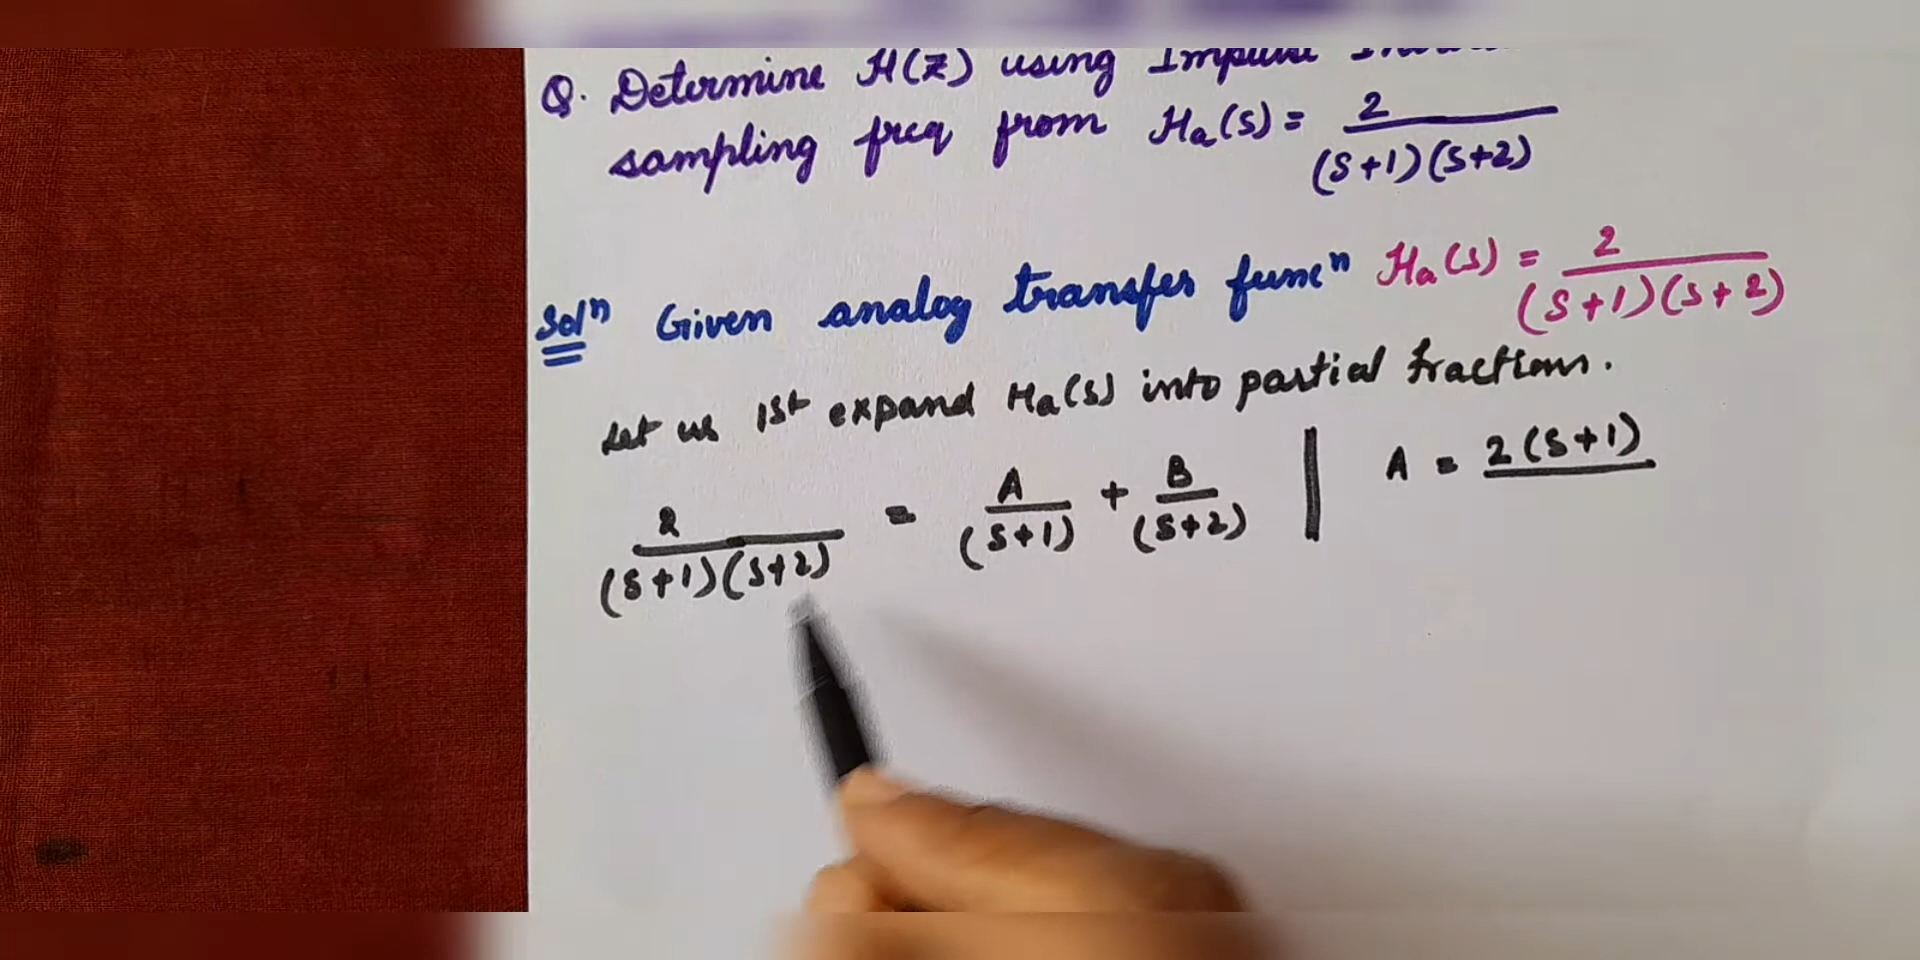 Q. Determine H(Z) using Impulse
sampling freq from Ha(s) = 2 / (s+1)(s+2)
Solⁿ Given analog transfer funcⁿ Ha(s) = 2 / (s+1)(s+2)
Let us 1st expand Ha(s) into partial fractions.
2 / (s+1)(s+2) = A / (s+1) + B / (s+2) | A = 2(s+1)